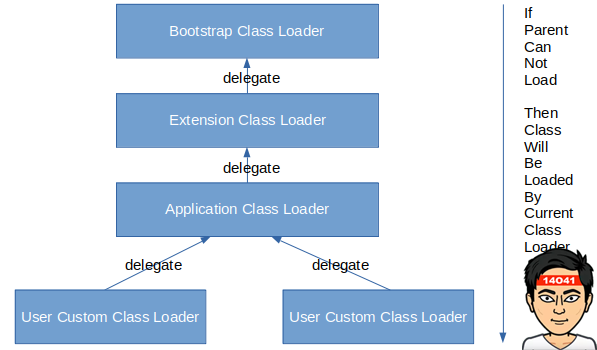 Bootstrap Class Loader
delegate
Extension Class Loader
delegate
Application Class Loader
delegate
delegate
User Custom Class Loader
User Custom Class Loader
If
Parent
Can
Not
Load
Then
Class
Will
Be
Loaded
By
Current
Class
Loader
14041